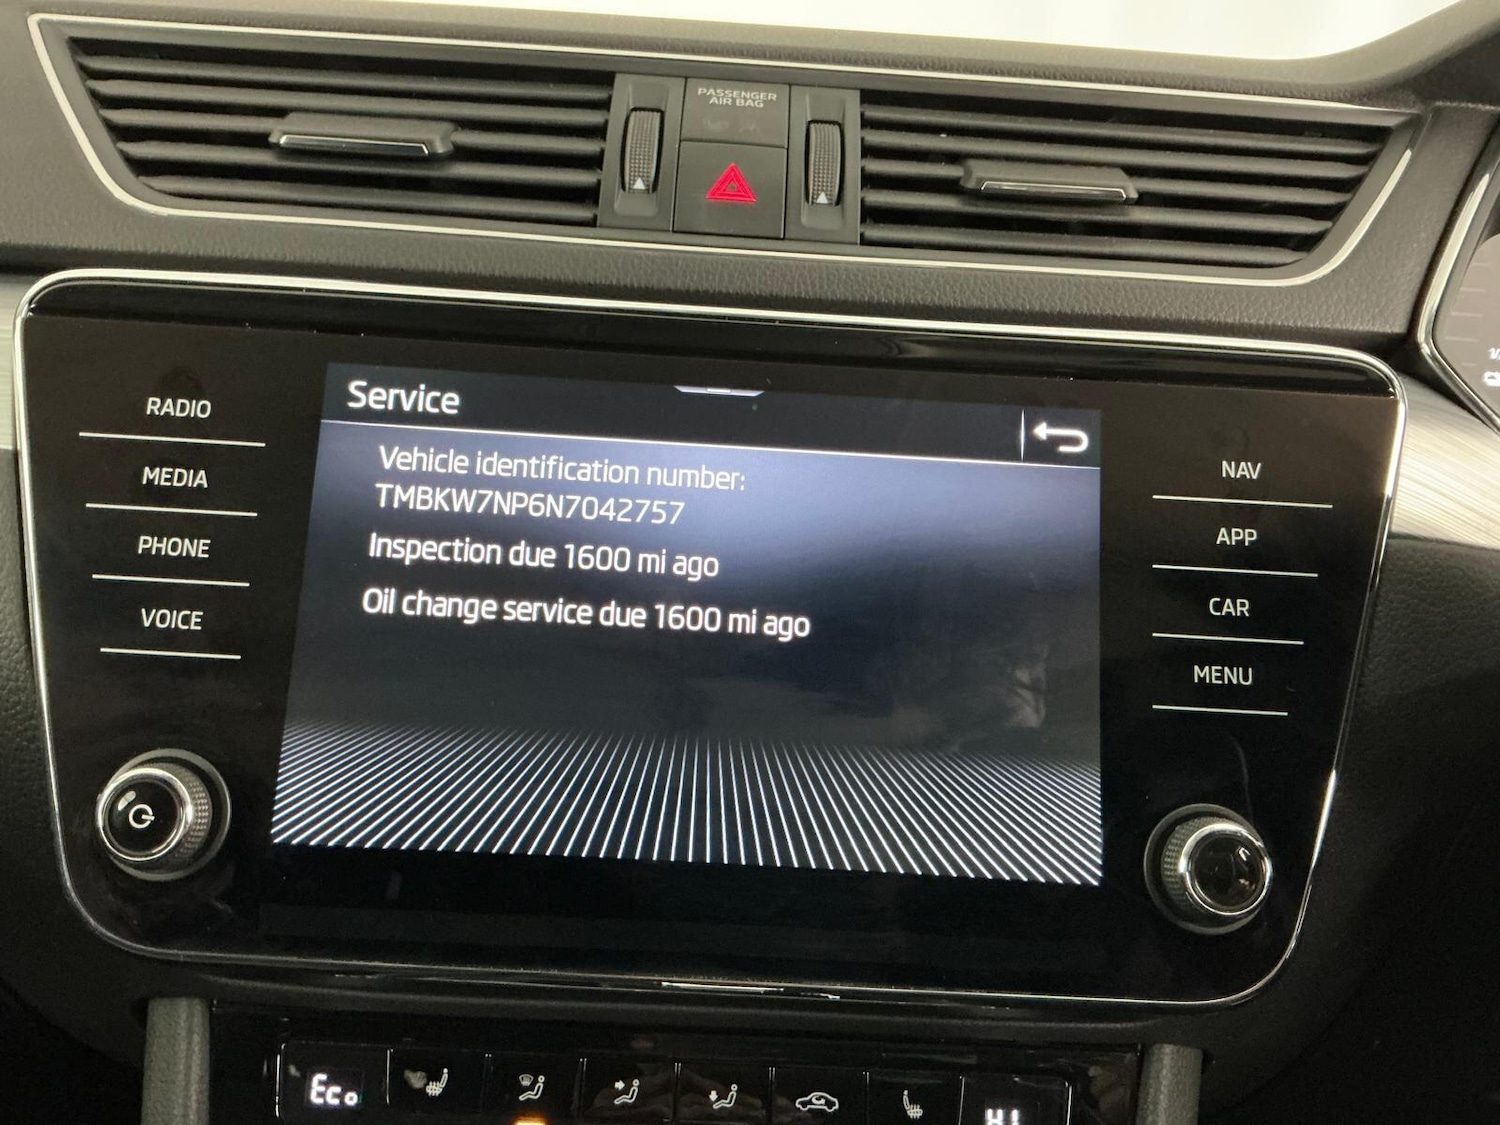 PASSENGER
AIR BAG
Service
Vehicle identification number:
TMBKW7NP6N7042757
Inspection due 1600 mi ago
Oil change service due 1600 mi ago
RADIO
MEDIA
PHONE
VOICE
NAV
APP
CAR
MENU
Eco